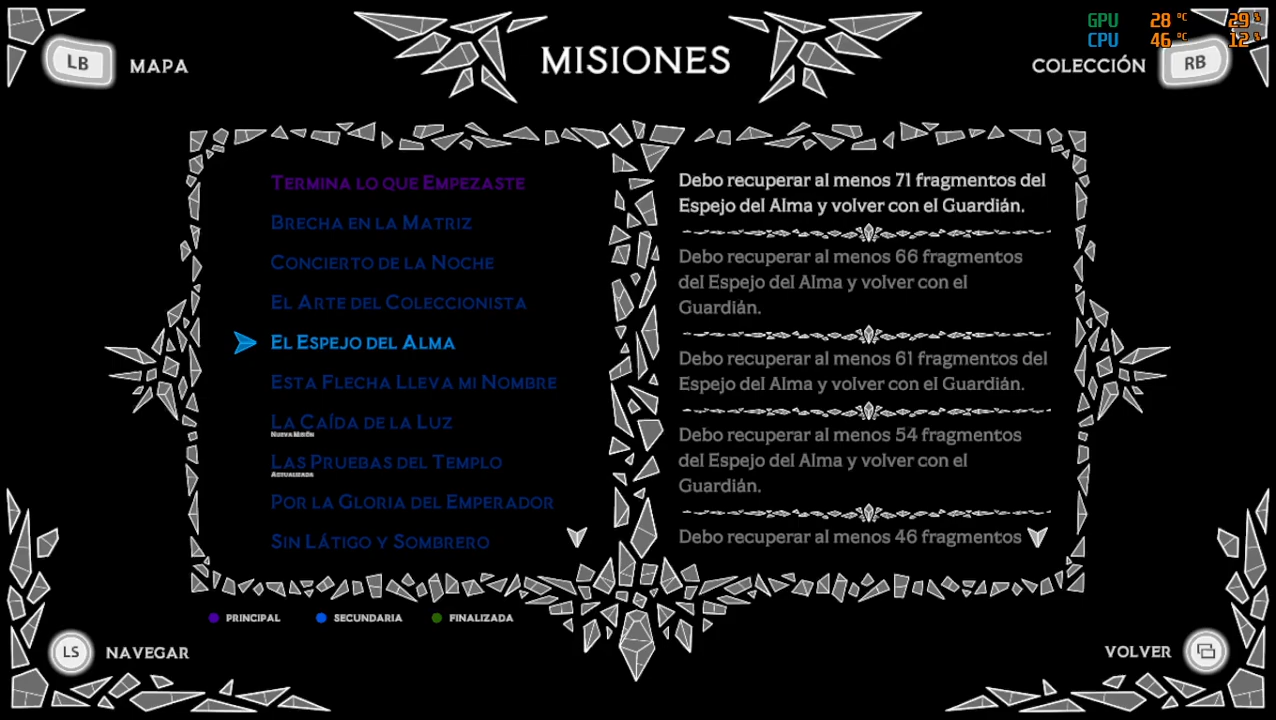 GPU 28 °C 29 %
CPU 46 °C 12 %
LB MAPA
MISIONES
COLECCIÓN RB
TERMINA LO QUE EMPEZASTE
BRECHA EN LA MATRIZ
CONCIERTO DE LA NOCHE
EL ARTE DEL COLECCIONISTA
EL ESPEJO DEL ALMA
ESTA FLECHA LLEVA MI NOMBRE
LA CAÍDA DE LA LUZ
NUEVA MISIÓN
LAS PRUEBAS DEL TEMPLO
ACTUALIZADA
POR LA GLORIA DEL EMPERADOR
SIN LÁTIGO Y SOMBRERO
Debo recuperar al menos 71 fragmentos del
Espejo del Alma y volver con el Guardián.
Debo recuperar al menos 66 fragmentos
del Espejo del Alma y volver con el
Guardián.
Debo recuperar al menos 61 fragmentos del
Espejo del Alma y volver con el Guardián.
Debo recuperar al menos 54 fragmentos
del Espejo del Alma y volver con el
Guardián.
Debo recuperar al menos 46 fragmentos
PRINCIPAL SECUNDARIA FINALIZADA
LS NAVEGAR
VOLVER